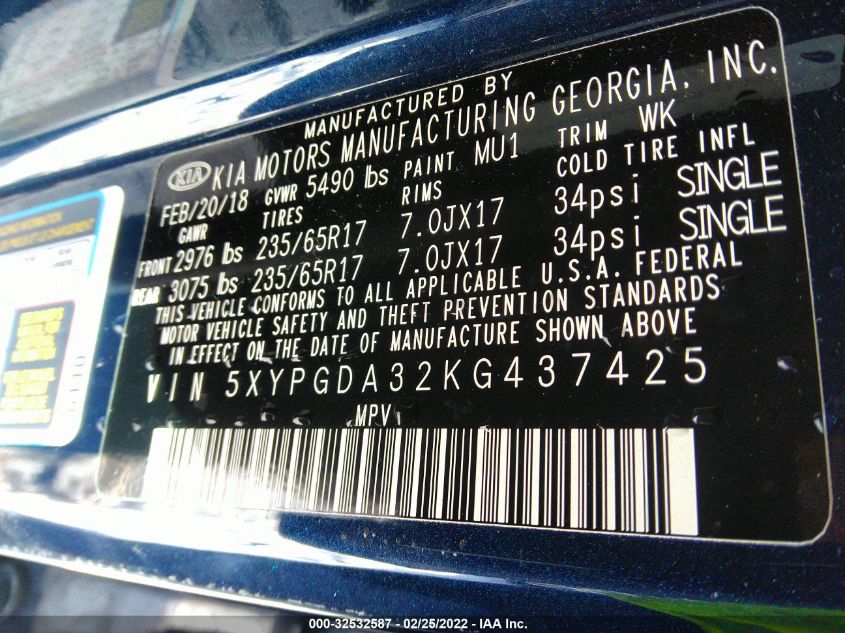 MANUFACTURED BY
KIA KIA MOTORS MANUFACTURING GEORGIA, INC.
FEB/20/18 GVWR 5490 lbs PAINT MU1 TRIM WK
GAWR TIRES RIMS COLD TIRE INFL
FRONT 2976 lbs 235/65R17 7.0JX17 34psi SINGLE
REAR 3075 lbs 235/65R17 7.0JX17 34psi SINGLE
THIS VEHICLE CONFORMS TO ALL APPLICABLE U.S.A. FEDERAL
MOTOR VEHICLE SAFETY AND THEFT PREVENTION STANDARDS
IN EFFECT ON THE DATE OF MANUFACTURE SHOWN ABOVE
VIN 5XYPGDA32KG437425
MPV
000-32532587 - 02/25/2022 - IAA Inc.